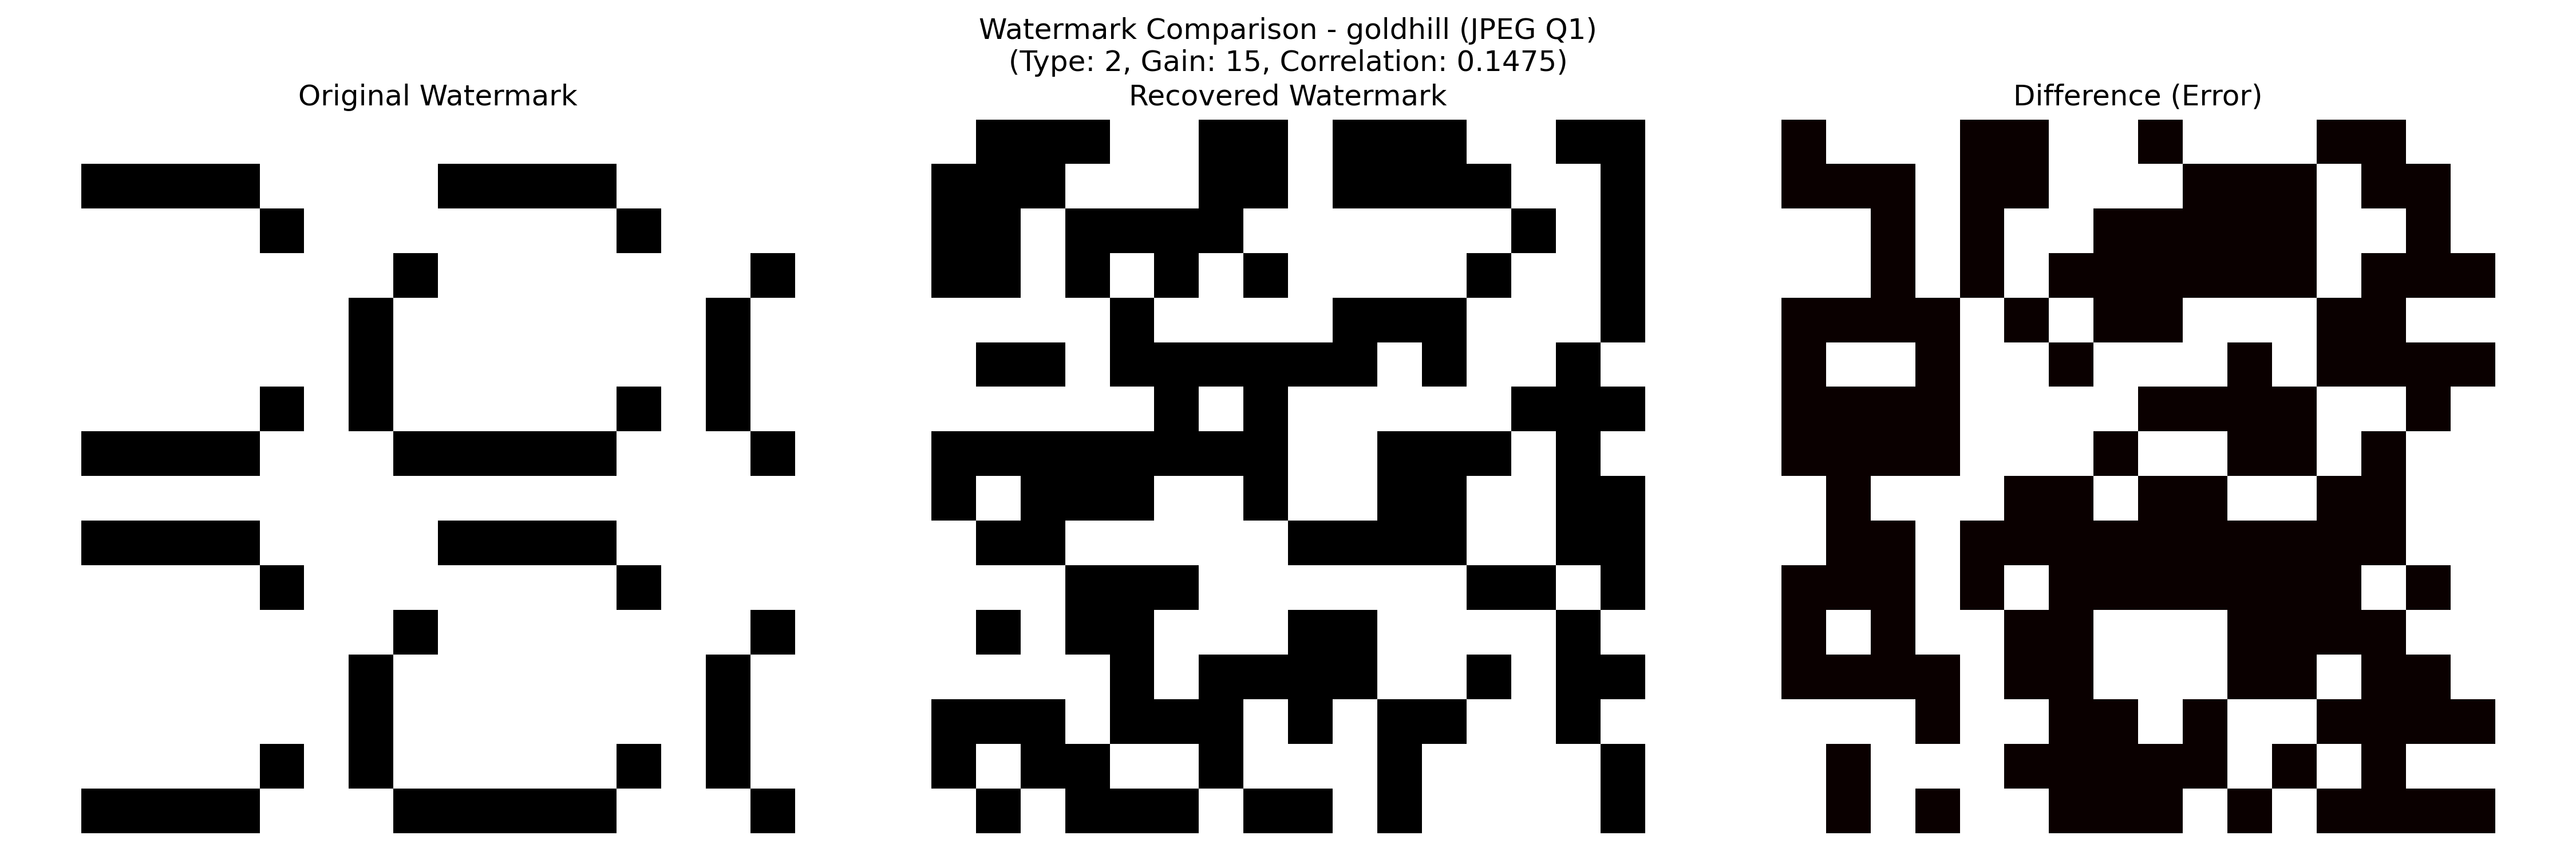 Watermark Comparison - goldhill (JPEG Q1)
(Type: 2, Gain: 15, Correlation: 0.1475)
Original Watermark
Recovered Watermark
Difference (Error)